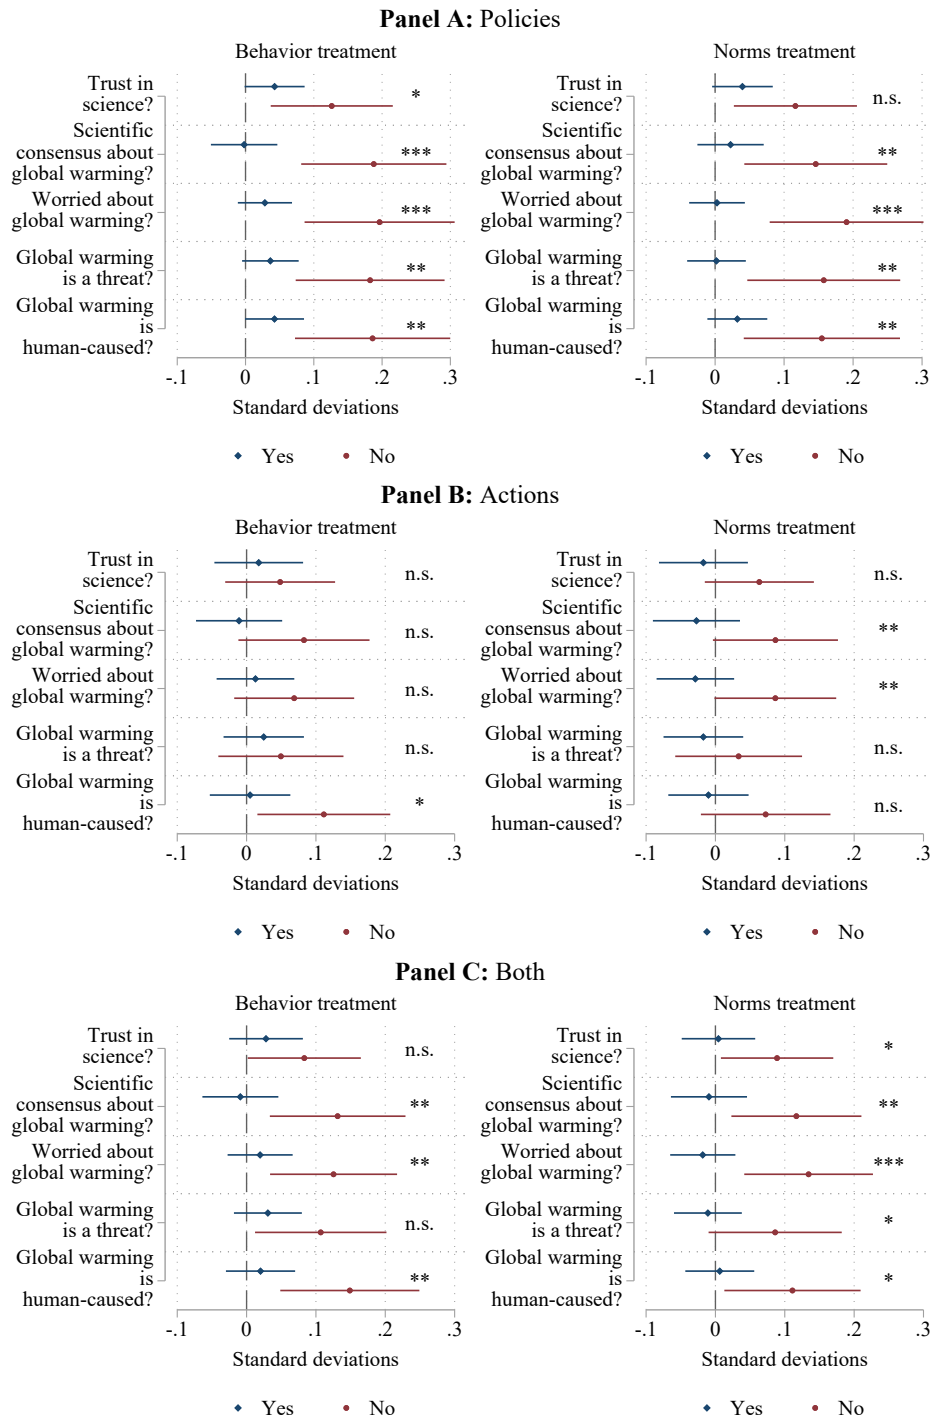 Panel A: Policies
Behavior treatment
Trust in
science?
*
Scientific
consensus about
global warming?
***
Worried about
global warming?
***
Global warming
is a threat?
**
Global warming
is
human-caused?
**
-.1 0 .1 .2 .3
Standard deviations
Yes No
Norms treatment
Trust in
science?
n.s.
Scientific
consensus about
global warming?
**
Worried about
global warming?
***
Global warming
is a threat?
**
Global warming
is
human-caused?
**
-.1 0 .1 .2 .3
Standard deviations
Yes No
Panel B: Actions
Behavior treatment
Trust in
science?
n.s.
Scientific
consensus about
global warming?
n.s.
Worried about
global warming?
n.s.
Global warming
is a threat?
n.s.
Global warming
is
human-caused?
*
-.1 0 .1 .2 .3
Standard deviations
Yes No
Norms treatment
Trust in
science?
n.s.
Scientific
consensus about
global warming?
**
Worried about
global warming?
**
Global warming
is a threat?
n.s.
Global warming
is
human-caused?
n.s.
-.1 0 .1 .2 .3
Standard deviations
Yes No
Panel C: Both
Behavior treatment
Trust in
science?
n.s.
Scientific
consensus about
global warming?
**
Worried about
global warming?
**
Global warming
is a threat?
n.s.
Global warming
is
human-caused?
**
-.1 0 .1 .2 .3
Standard deviations
Yes No
Norms treatment
Trust in
science?
*
Scientific
consensus about
global warming?
**
Worried about
global warming?
***
Global warming
is a threat?
*
Global warming
is
human-caused?
*
-.1 0 .1 .2 .3
Standard deviations
Yes No